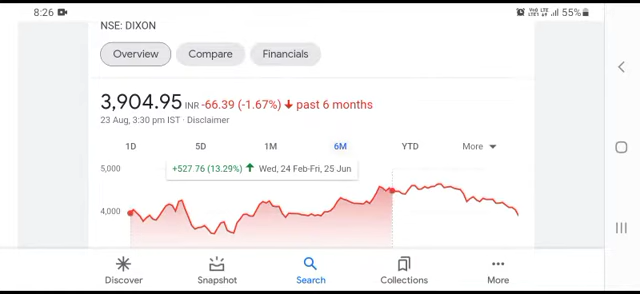 8:26 55%
NSE: DIXON
Overview Compare Financials
3,904.95 INR -66.39 (-1.67%) past 6 months
23 Aug, 3:30 pm IST · Disclaimer
1D 5D 1M 6M YTD More
+527.76 (13.29%) Wed, 24 Feb-Fri, 25 Jun
5,000
4,000
Discover Snapshot Search Collections More